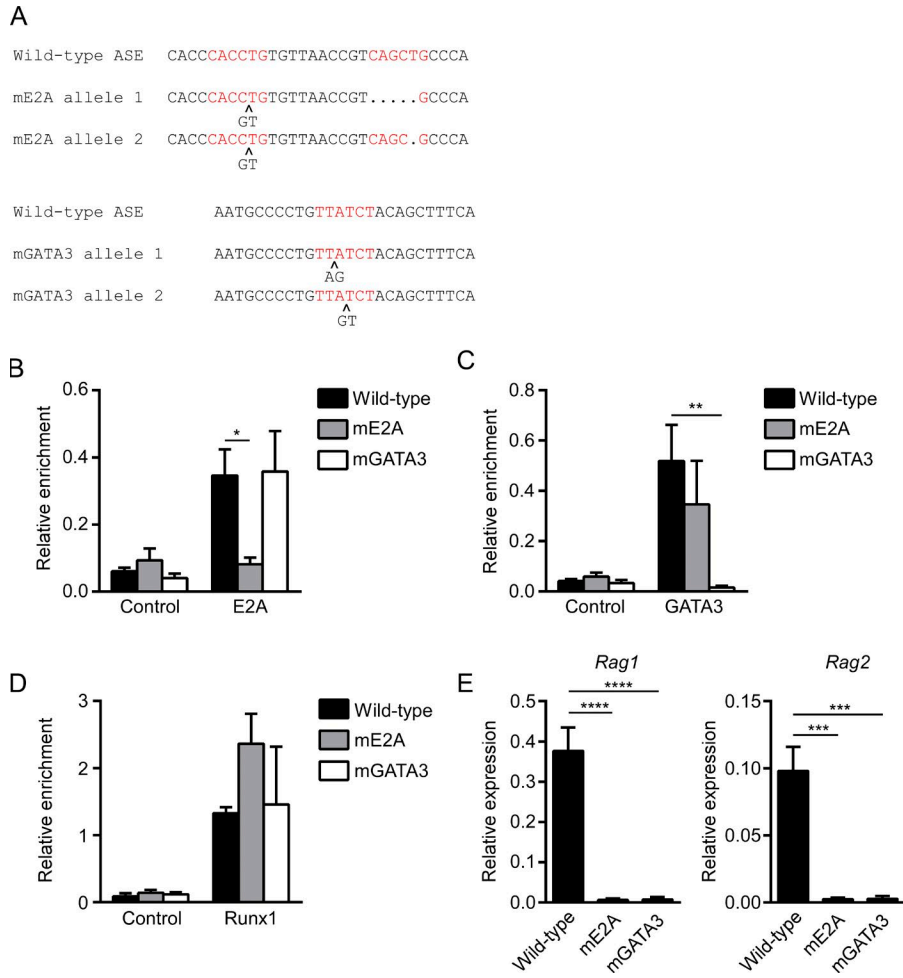 A
Wild-type ASE CACCCACCTGTGTTAACCGTCAGCTGCCCA
mE2A allele 1 CACCCACCTGTGTTAACCGT.....GCCCA
^
GT
mE2A allele 2 CACCCACCTGTGTTAACCGTCAGC.GCCCA
^
GT
Wild-type ASE AATGCCCCTGTTATCTACAGCTTTCA
mGATA3 allele 1 AATGCCCCTGTTATCTACAGCTTTCA
^
AG
mGATA3 allele 2 AATGCCCCTGTTATCTACAGCTTTCA
^
GT
B
Relative enrichment
0.6
0.4
0.2
0.0
*
Control
E2A
Wild-type
mE2A
mGATA3
C
Relative enrichment
0.8
0.6
0.4
0.2
0.0
**
Control
GATA3
Wild-type
mE2A
mGATA3
D
Relative enrichment
3
2
1
0
Control
Runx1
Wild-type
mE2A
mGATA3
E
Rag1
Relative expression
0.5
0.4
0.3
0.2
0.1
0.0
****
****
Wild-type
mE2A
mGATA3
Rag2
Relative expression
0.15
0.10
0.05
0.00
***
***
Wild-type
mE2A
mGATA3